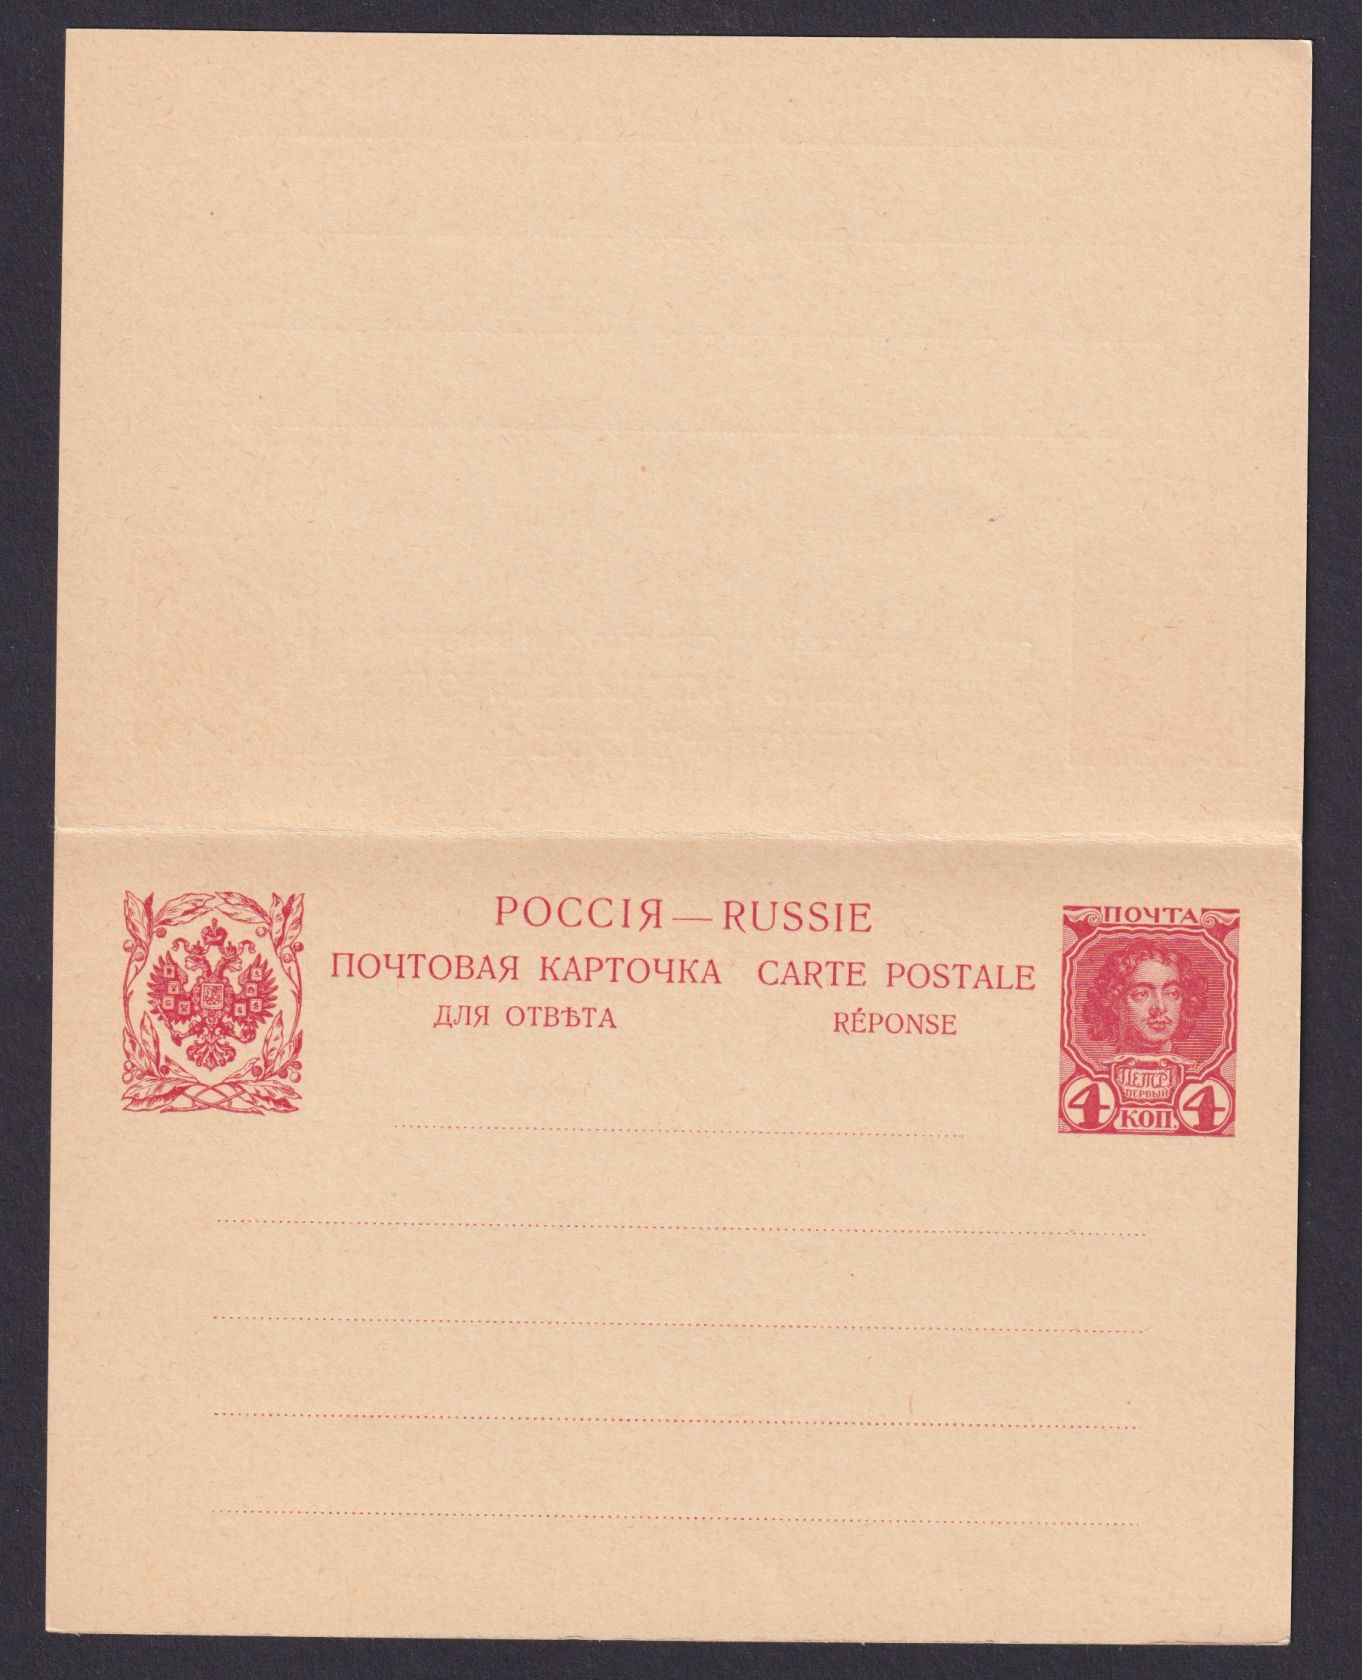 РОССІЯ — RUSSIE
ПОЧТОВАЯ КАРТОЧКА CARTE POSTALE
ДЛЯ ОТВѢТА RÉPONSE
ПОЧТА
ПЕТРЪ I
ПЕРВЫЙ
4 КОП. 4